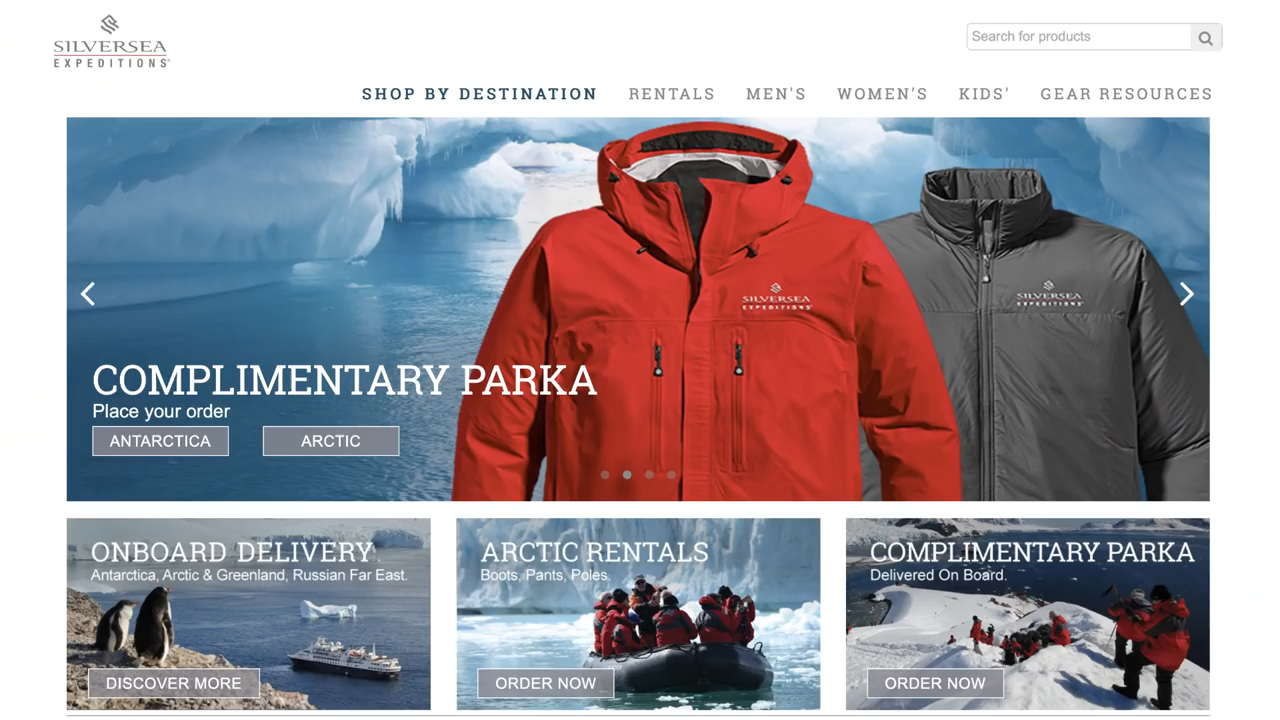 SILVERSEA
EXPEDITIONS®
Search for products
SHOP BY DESTINATION RENTALS MEN'S WOMEN'S KIDS' GEAR RESOURCES
SILVERSEA
EXPEDITIONS®
SILVERSEA
EXPEDITIONS®
COMPLIMENTARY PARKA
Place your order
ANTARCTICA ARCTIC
ONBOARD DELIVERY
Antarctica, Arctic & Greenland, Russian Far East.
DISCOVER MORE
ARCTIC RENTALS
Boots, Pants, Poles.
ORDER NOW
COMPLIMENTARY PARKA
Delivered On Board.
ORDER NOW